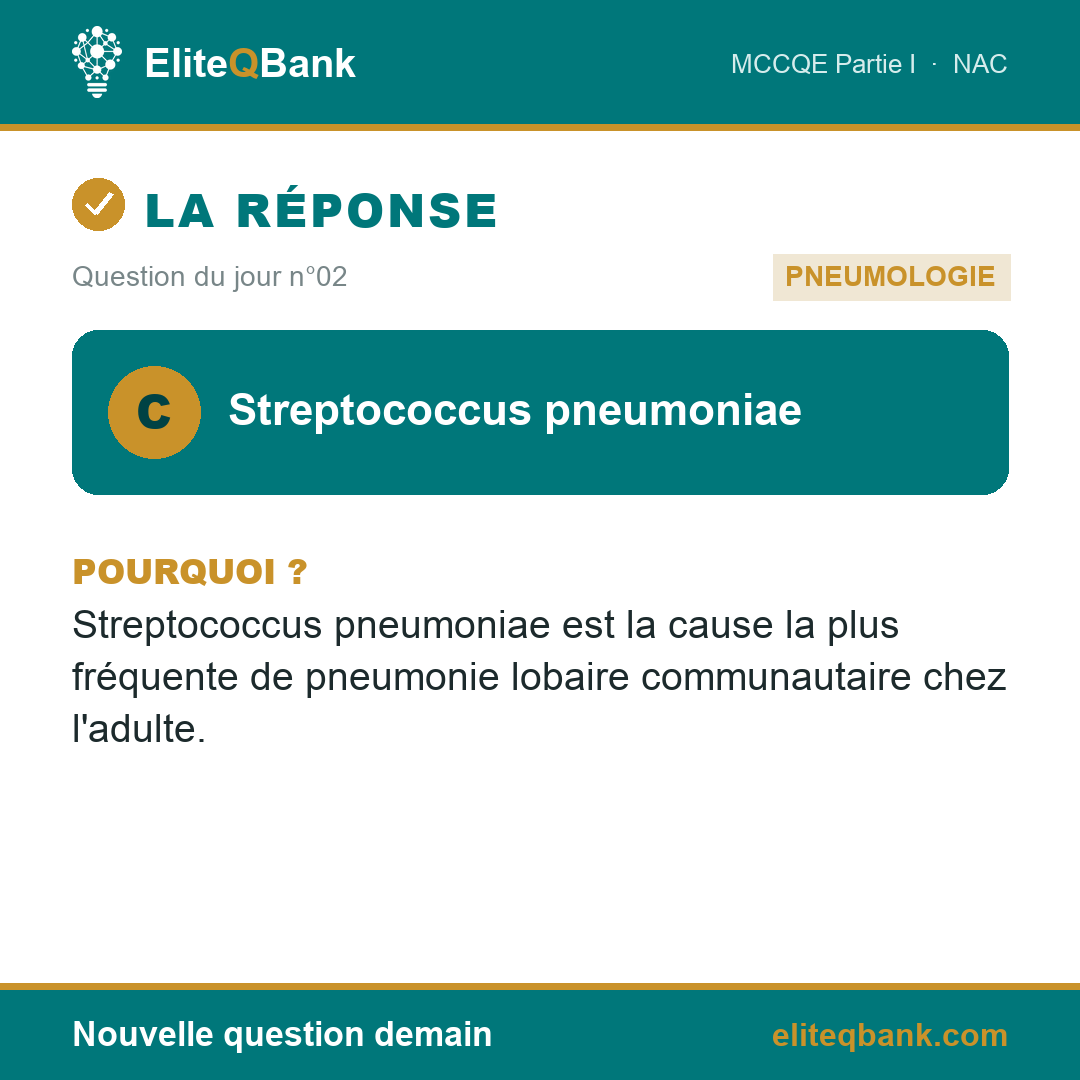 EliteQBank
MCCQE Partie I · NAC
LA RÉPONSE
Question du jour n°02
PNEUMOLOGIE
C
Streptococcus pneumoniae
POURQUOI ?
Streptococcus pneumoniae est la cause la plus
fréquente de pneumonie lobaire communautaire chez
l'adulte.
Nouvelle question demain
eliteqbank.com